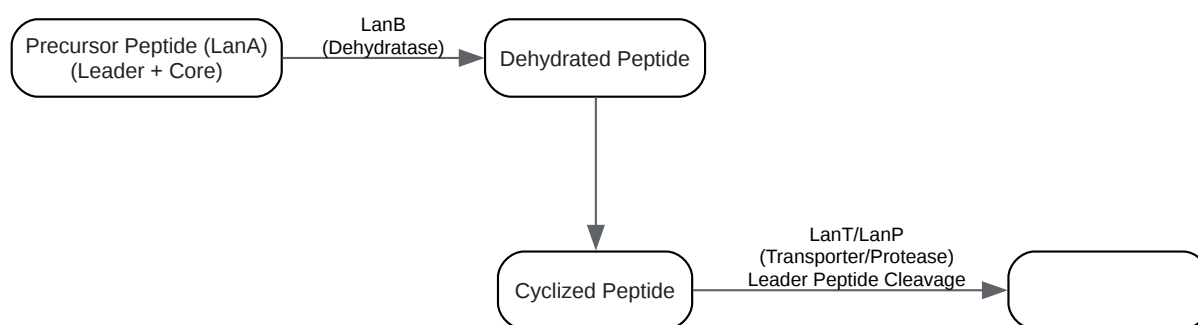 Precursor Peptide (LanA)
(Leader + Core)
LanB
(Dehydratase)
Dehydrated Peptide
Cyclized Peptide
LanT/LanP
(Transporter/Protease)
Leader Peptide Cleavage